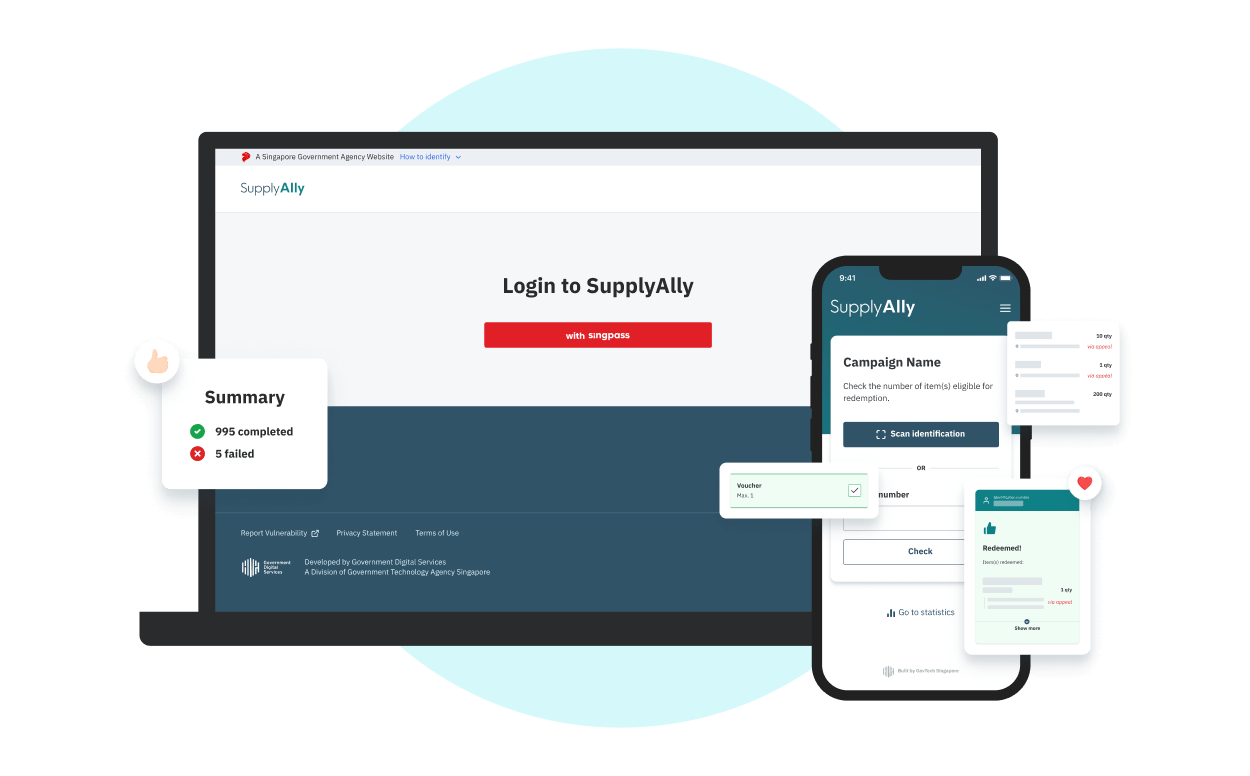 A Singapore Government Agency Website How to identify
SupplyAlly
Login to SupplyAlly
with singpass
Summary
995 completed
5 failed
Report Vulnerability Privacy Statement Terms of Use
Government
Digital
Services
Developed by Government Digital Services
A Division of Government Technology Agency Singapore
9:41
SupplyAlly
Campaign Name
Check the number of item(s) eligible for
redemption.
Scan identification
OR
number
Check
Go to statistics
Built by GovTech Singapore
Voucher
Max. 1
10 qty
via appeal
1 qty
via appeal
200 qty
Identification number
Redeemed!
Item(s) redeemed:
1 qty
via appeal
Show more